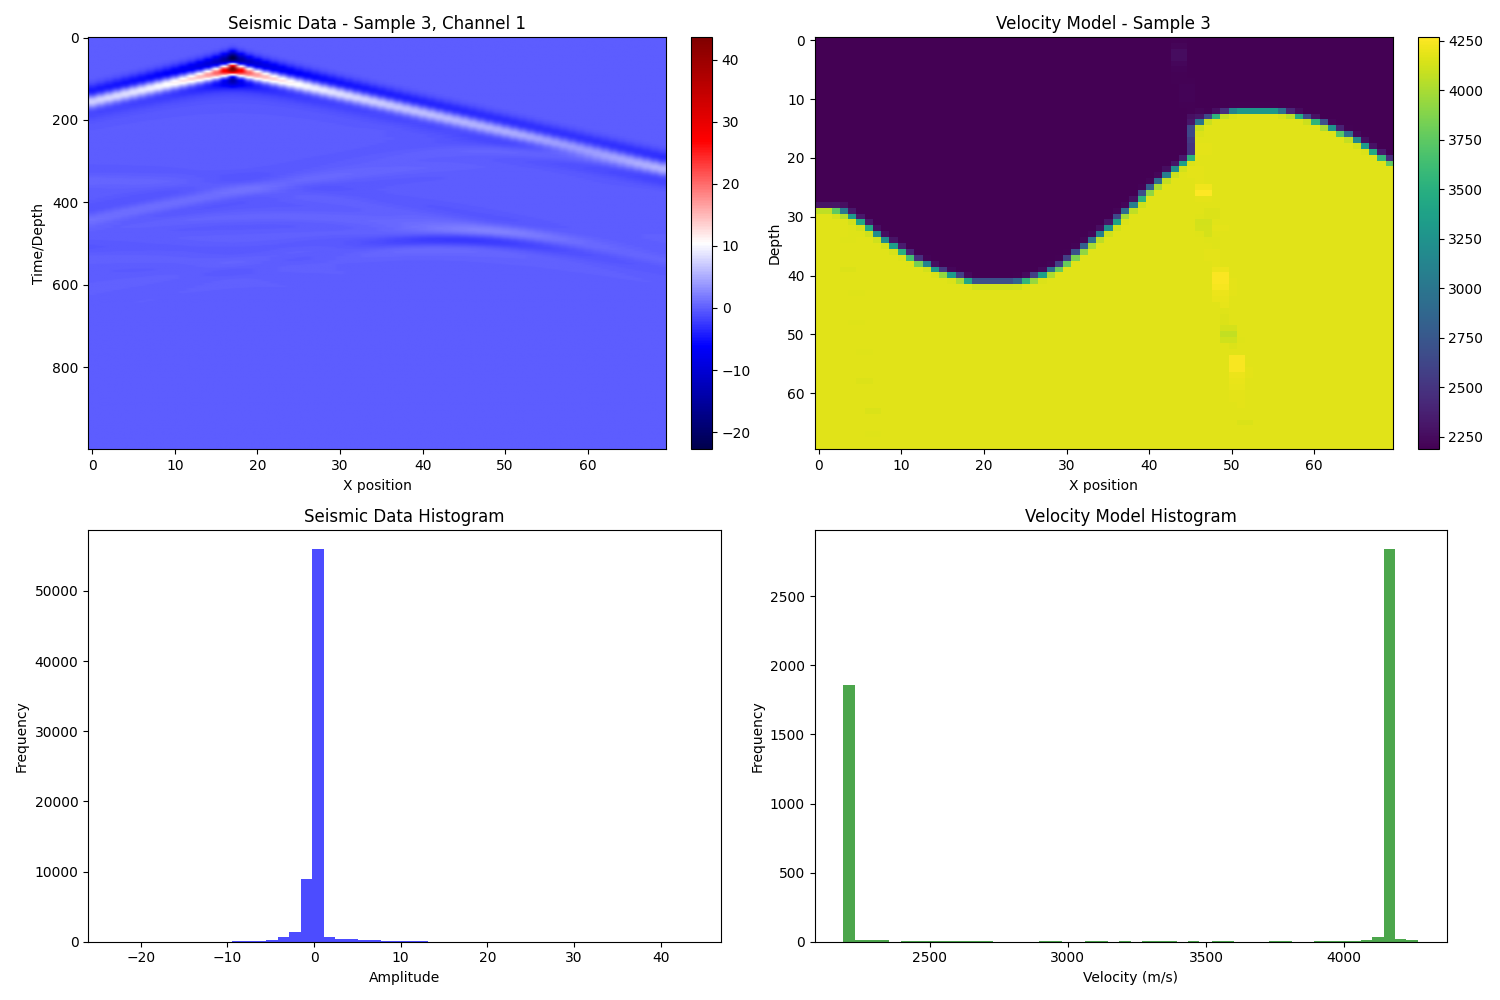 Seismic Data - Sample 3, Channel 1
0
200
400
600
800
Time/Depth
0 10 20 30 40 50 60
X position
40
30
20
10
0
−10
−20
Velocity Model - Sample 3
0
10
20
30
40
50
60
Depth
0 10 20 30 40 50 60
X position
4250
4000
3750
3500
3250
3000
2750
2500
2250
Seismic Data Histogram
50000
40000
30000
20000
10000
0
Frequency
−20 −10 0 10 20 30 40
Amplitude
Velocity Model Histogram
2500
2000
1500
1000
500
0
Frequency
2500 3000 3500 4000
Velocity (m/s)